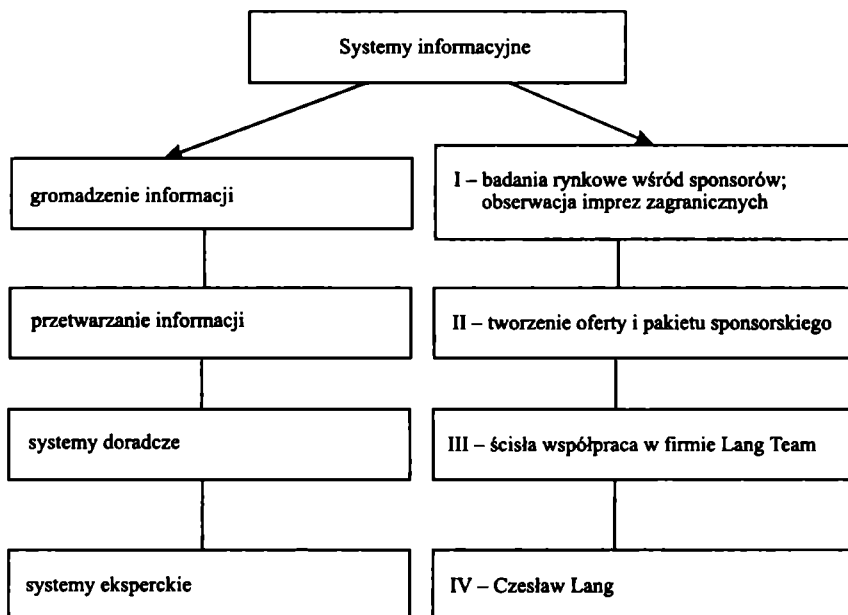 Systemy informacyjne
gromadzenie informacji
I – badania rynkowe wśród sponsorów;
obserwacja imprez zagranicznych
przetwarzanie informacji
II – tworzenie oferty i pakietu sponsorskiego
systemy doradcze
III – ścisła współpraca w firmie Lang Team
systemy eksperckie
IV – Czesław Lang